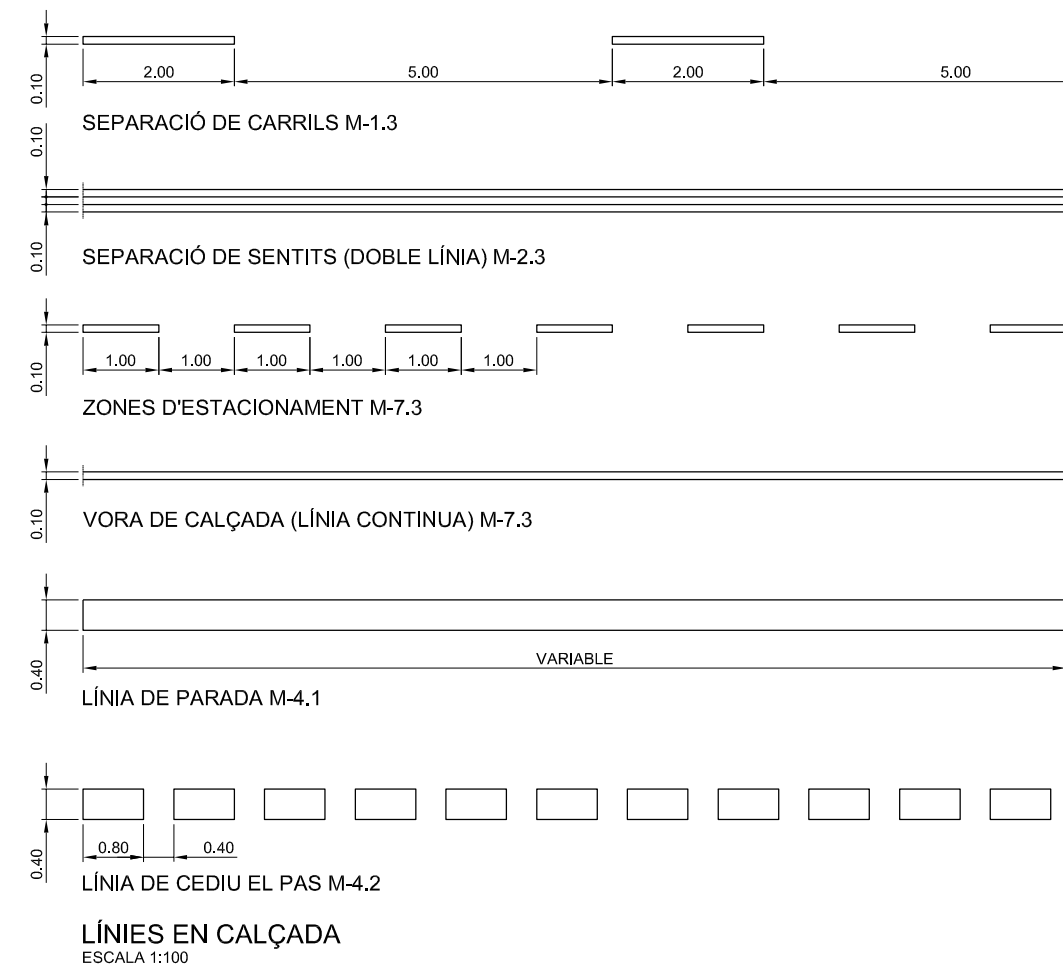 0.10
2.00 5.00 2.00 5.00
SEPARACIÓ DE CARRILS M-1.3
0.10
0.10
SEPARACIÓ DE SENTITS (DOBLE LÍNIA) M-2.3
0.10
1.00 1.00 1.00 1.00 1.00 1.00
ZONES D'ESTACIONAMENT M-7.3
0.10
VORA DE CALÇADA (LÍNIA CONTINUA) M-7.3
0.40
VARIABLE
LÍNIA DE PARADA M-4.1
0.40
0.80 0.40
LÍNIA DE CEDIU EL PAS M-4.2
LÍNIES EN CALÇADA
ESCALA 1:100